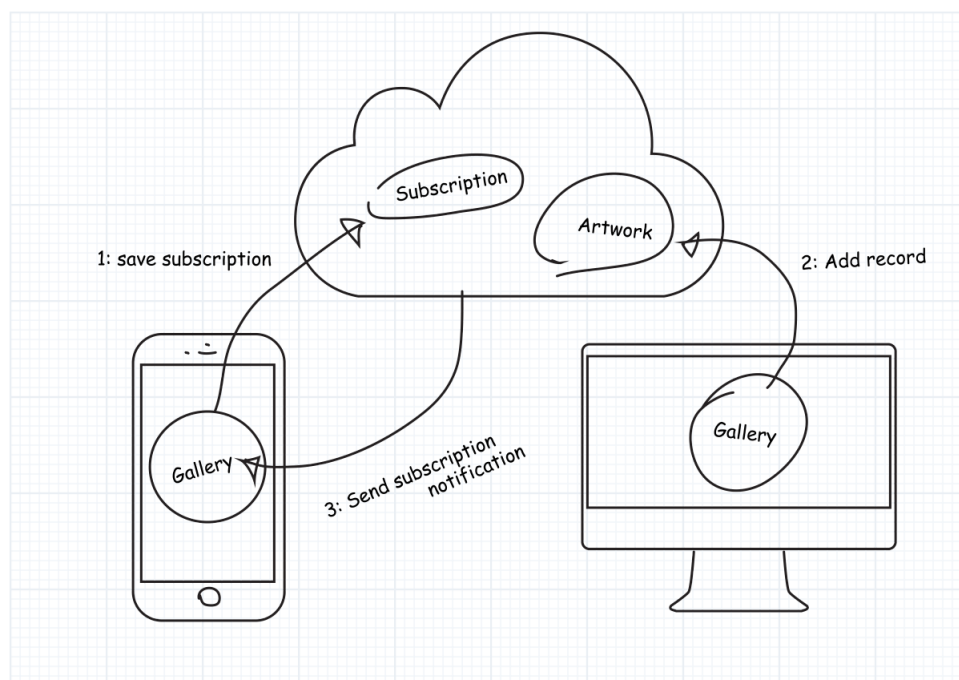 Subscription
Artwork
1: save subscription
2: Add record
Gallery
Gallery
3: Send subscription
notification